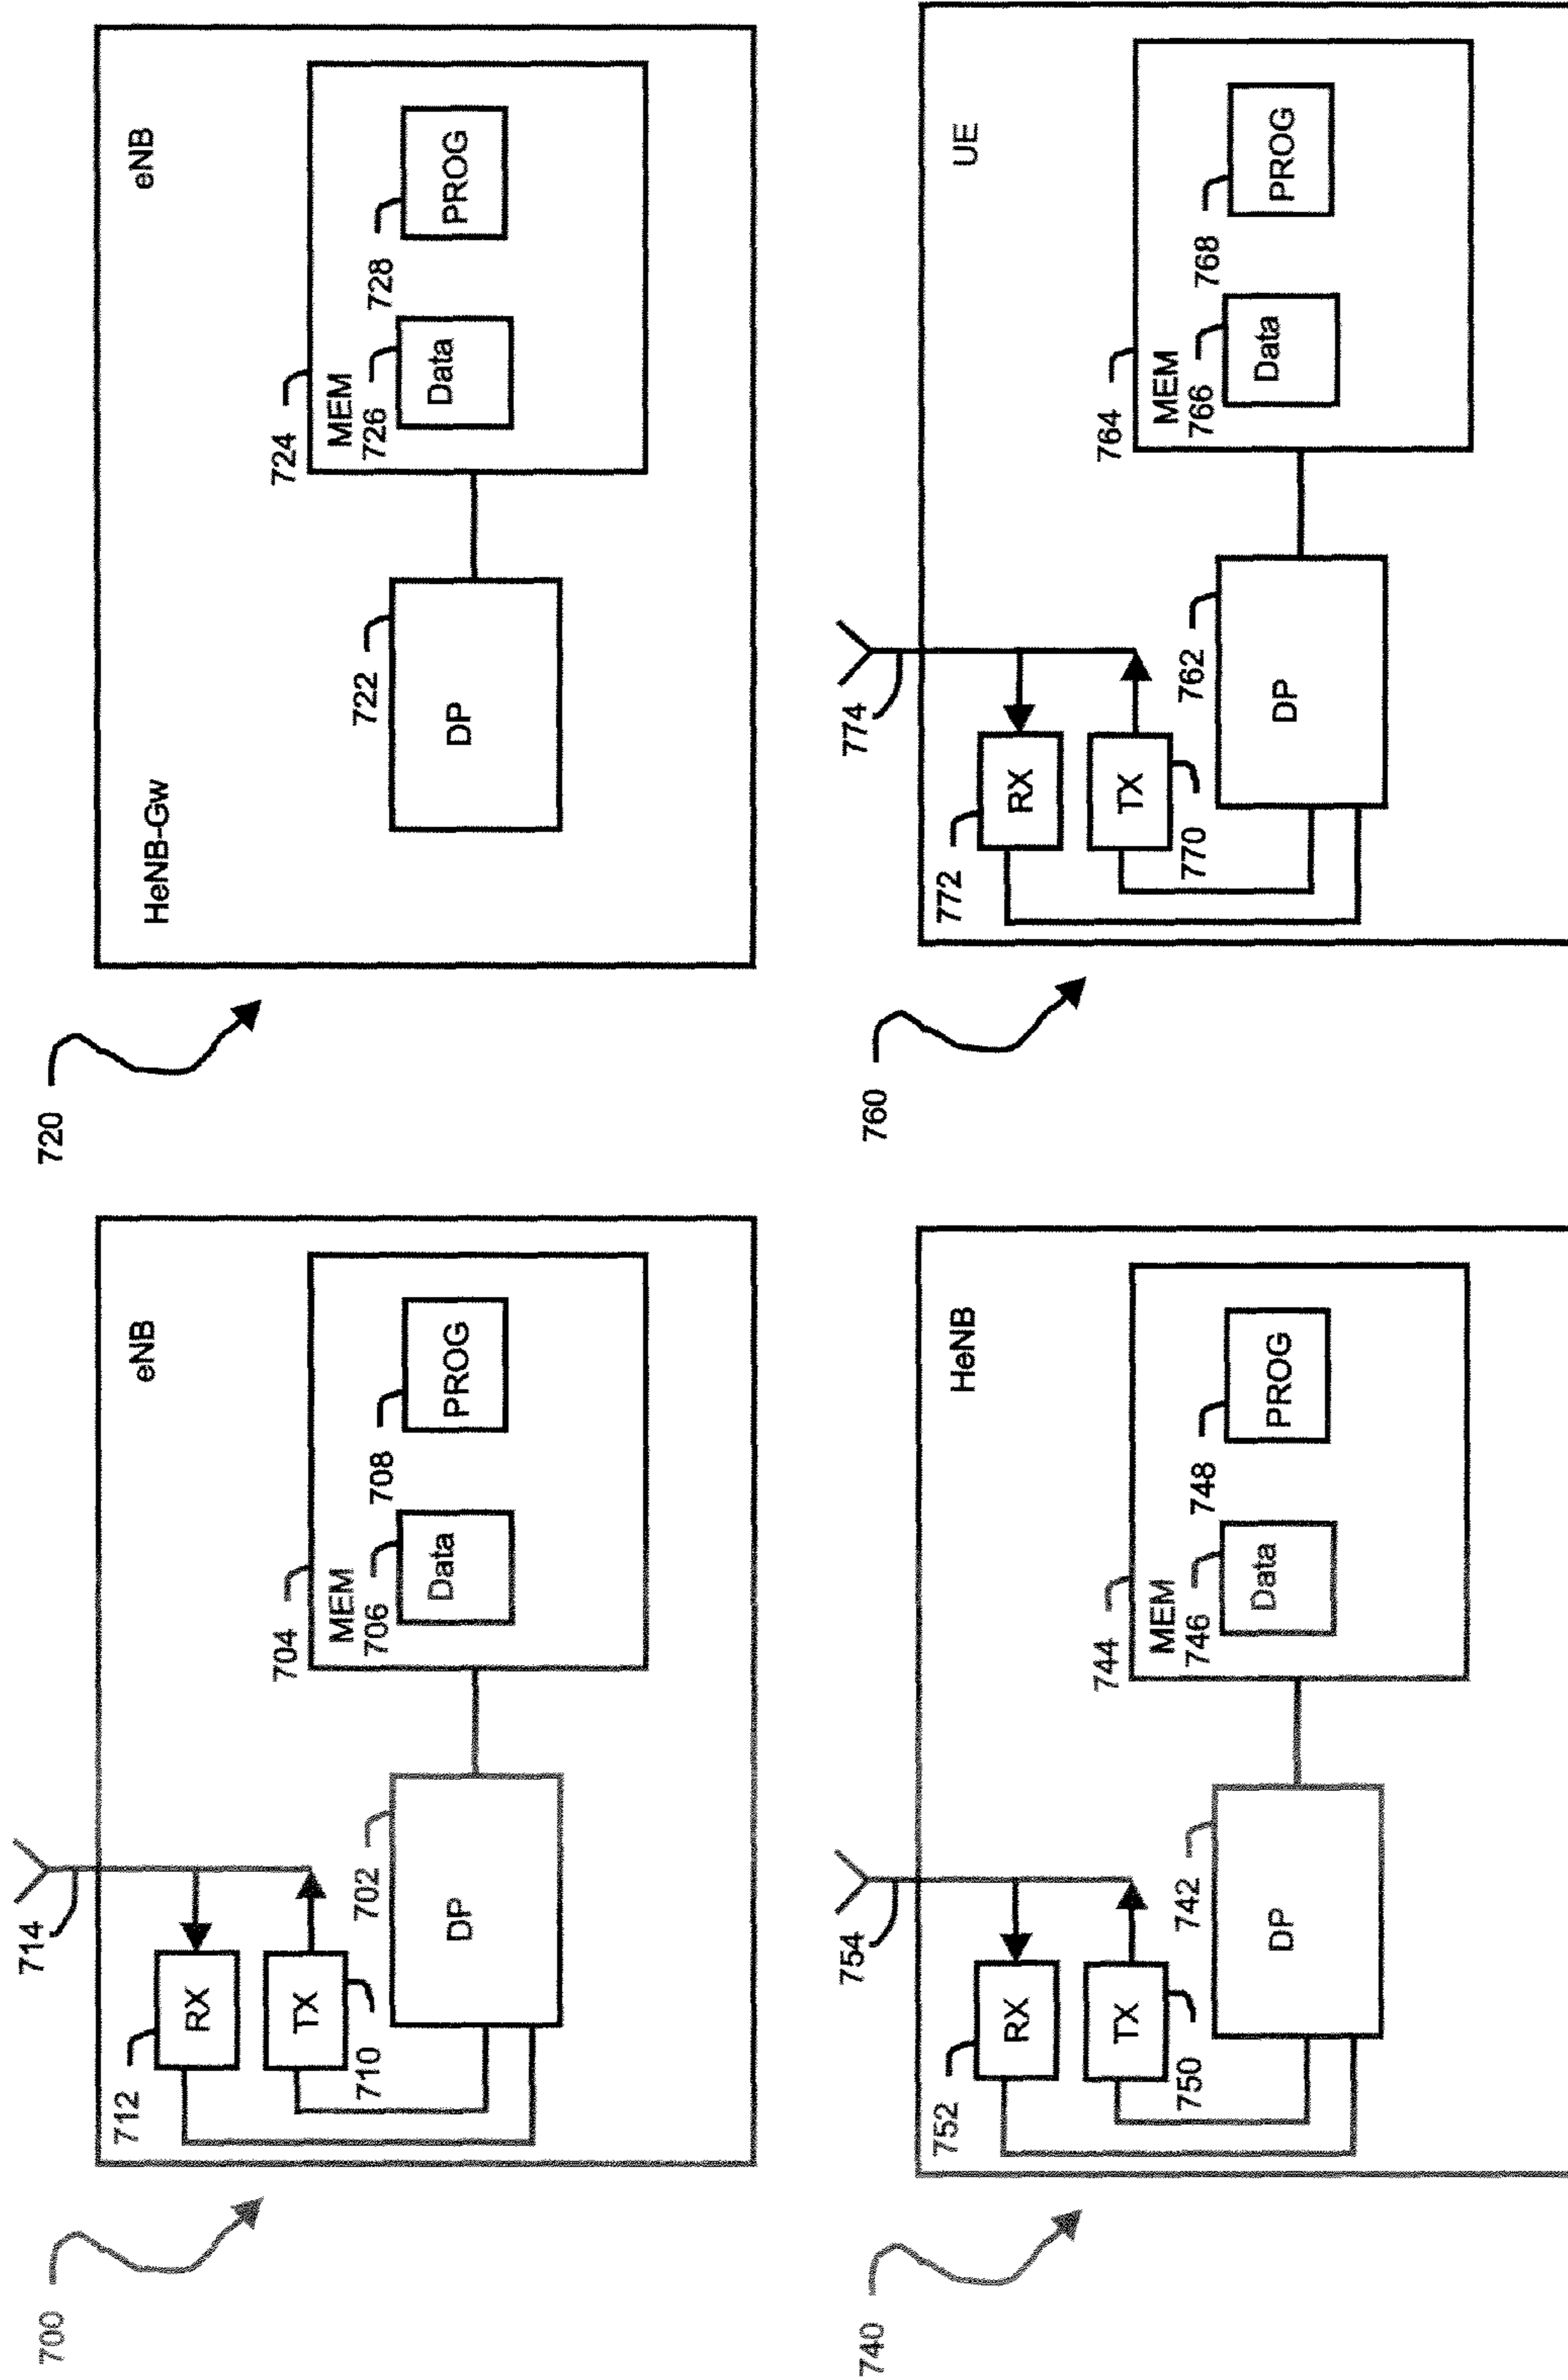 700
eNB
714
712
RX
TX
710
702
DP
704
MEM
706
Data
708
PROG
720
HeNB-Gw
eNB
722
DP
724
MEM
726
Data
728
PROG
740
HeNB
754
752
RX
TX
750
742
DP
744
MEM
746
Data
748
PROG
760
UE
774
772
RX
TX
770
762
DP
764
MEM
766
Data
768
PROG